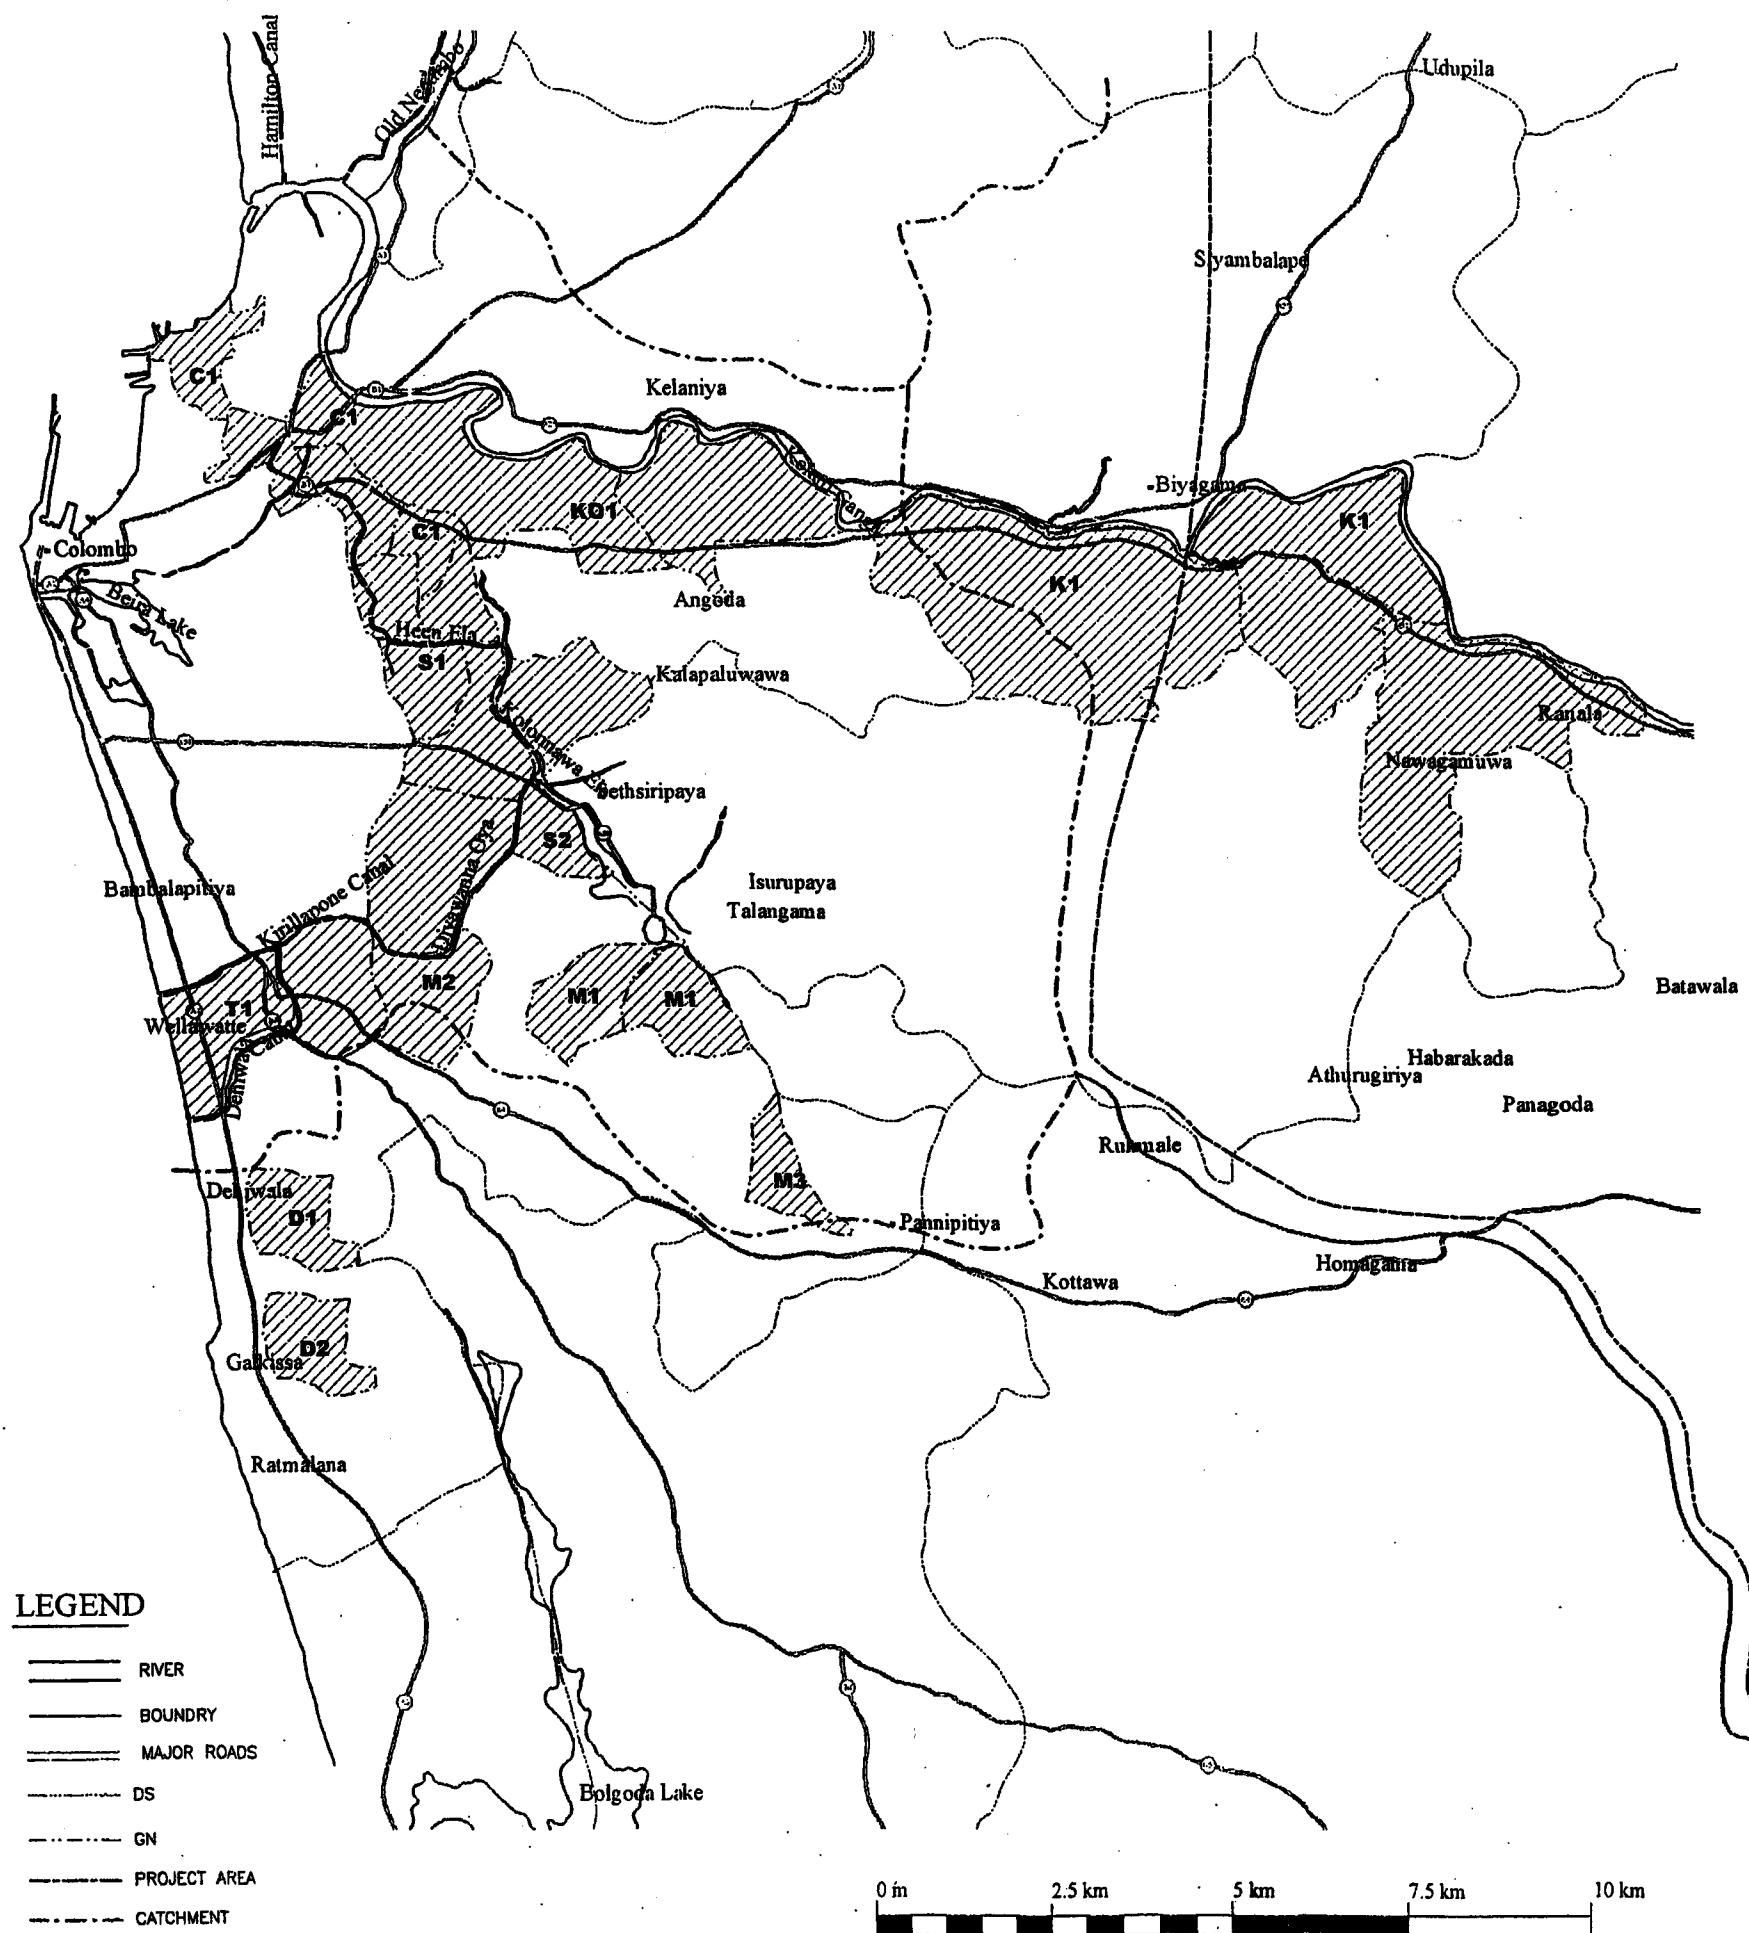 Hamilton Canal
Old Negombo
Udupila
Siyambalape
C1
Kelaniya
C1
Biyagama
KO1
K1
C1
Colombo
K1
Beira Lake
Angoda
Heen Ela
S1
Kalapaluwawa
Kolonnawa Ela
Ranala
Nawagamuwa
Sethsiripaya
S2
Diyawanna Oya
Bambalapitiya
Isurupaya
Talangama
Kirillapone Canal
M2
Batawala
M1
M1
T1
Wellawatte
Dehiwala Canal
Habarakada
Athurugiriya
Panagoda
Rukmale
M3
Dehiwala
D1
Pannipitiya
Homagama
Kottawa
D2
Galkissa
Ratmalana
Bolgoda Lake
LEGEND
RIVER
BOUNDRY
MAJOR ROADS
DS
GN
PROJECT AREA
CATCHMENT
0 m 2.5 km 5 km 7.5 km 10 km